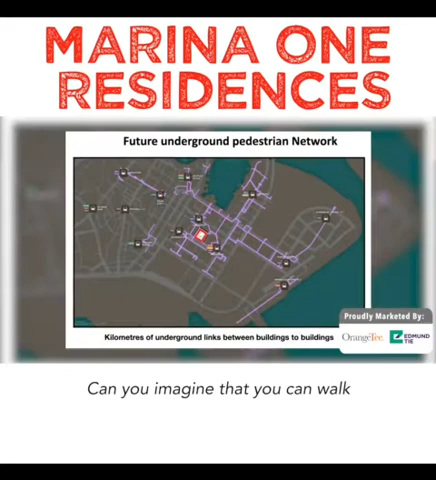 MARINA ONE
RESIDENCES
Future underground pedestrian Network
Kilometres of underground links between buildings to buildings
Proudly Marketed By:
OrangeTee
EDMUND
TIE
Can you imagine that you can walk